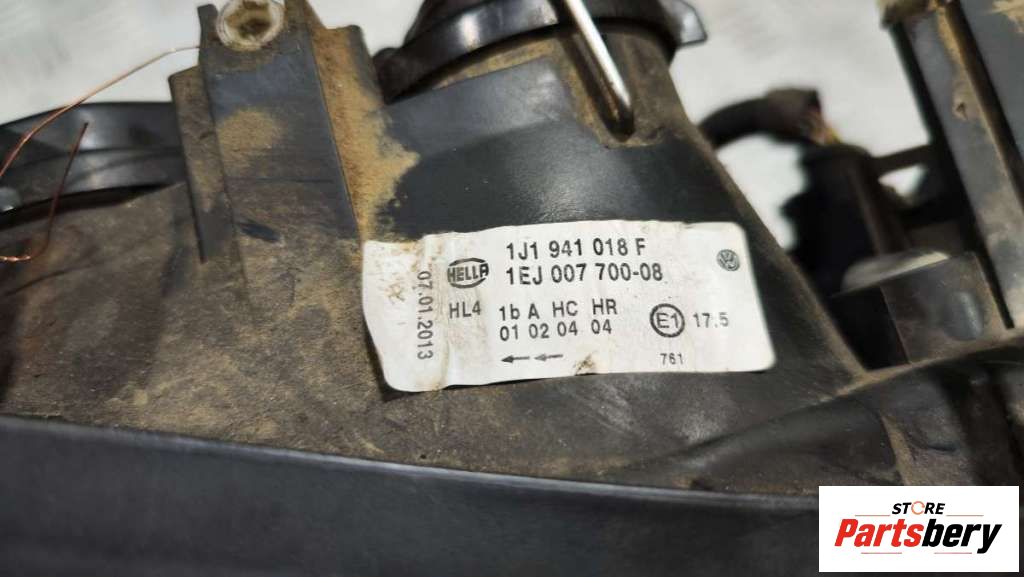 1J1 941 018 F
HELLA 1EJ 007 700-08
07.01.2013
HL4 1b A HC HR
01 02 04 04 E1 17.5
761
STORE
Partsbery